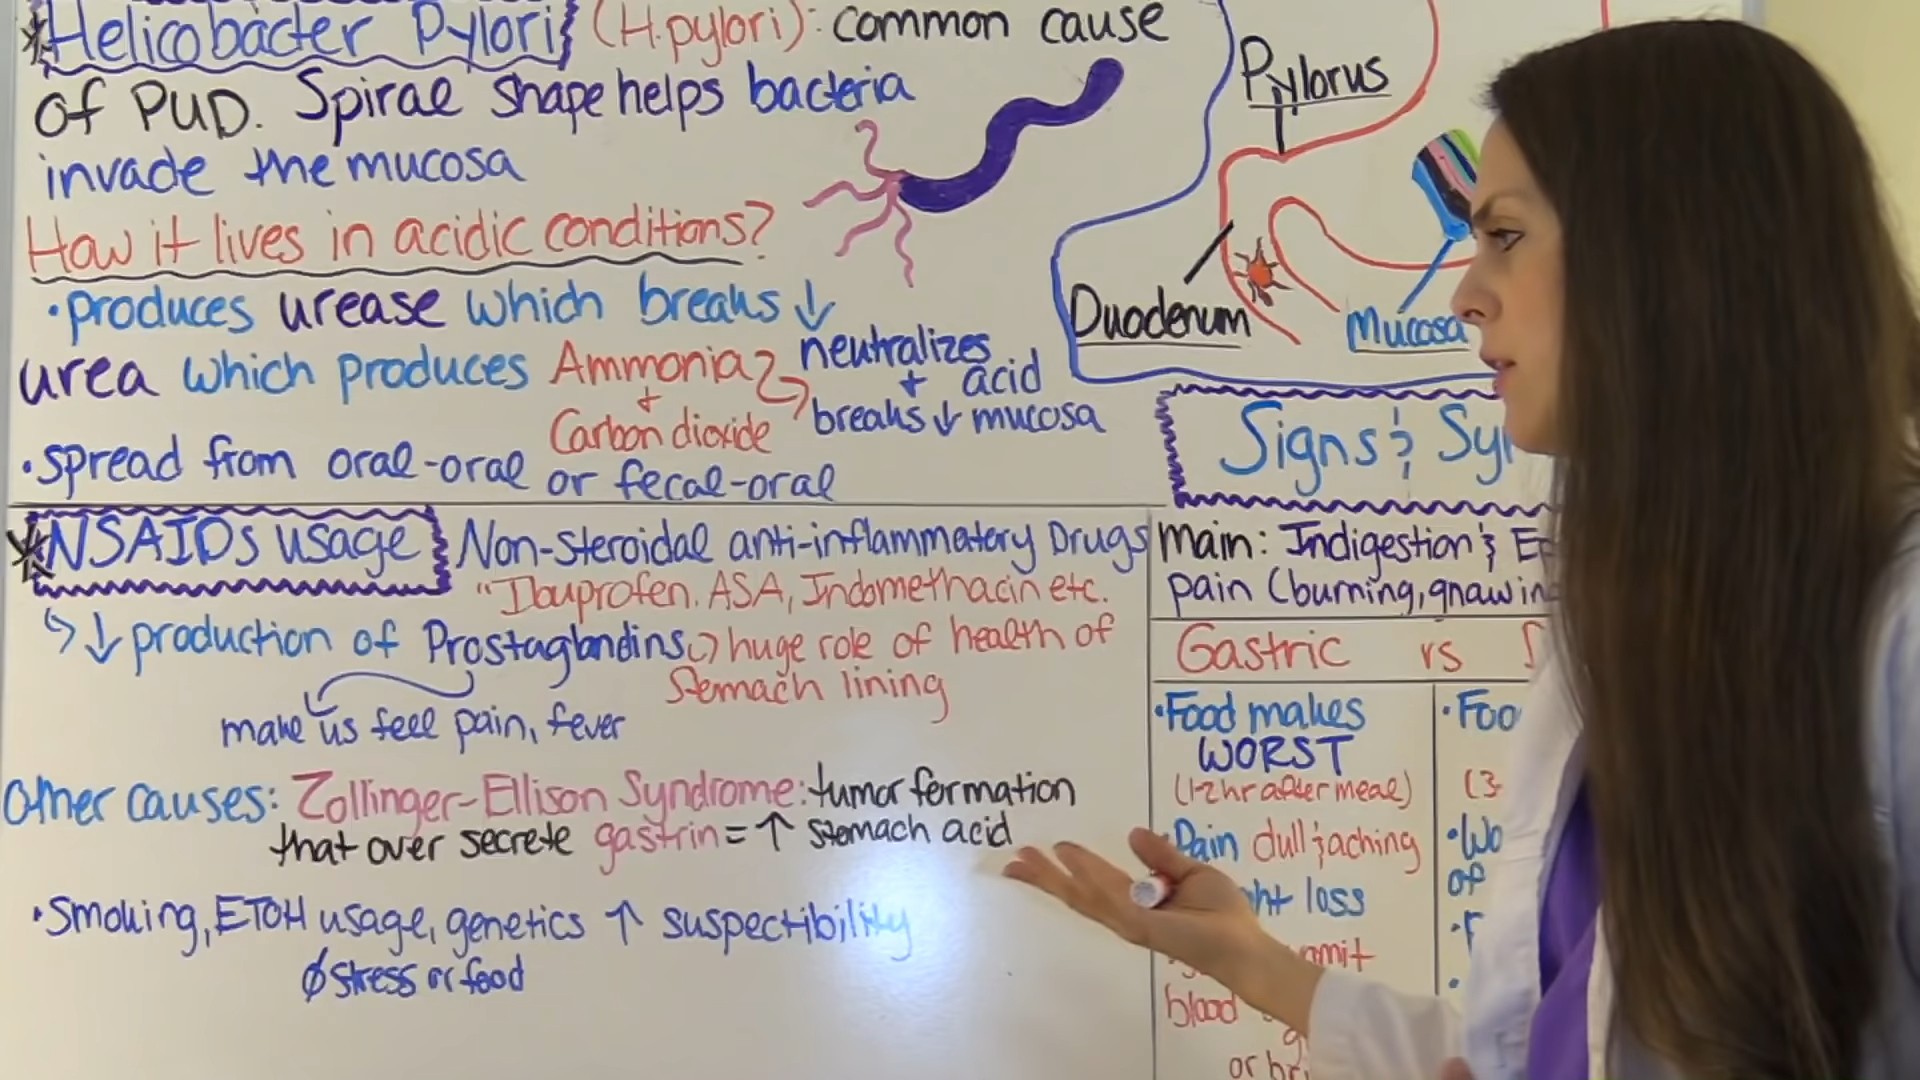 *Helicobacter Pylori (H.pylori): common cause
of PUD. Spiral shape helps bacteria
invade the mucosa
How it lives in acidic conditions?
•produces urease which breaks ↓
urea which produces Ammonia
+
Carbon dioxide
neutralizes
+ acid
breaks ↓ mucosa
•spread from oral-oral or fecal-oral
*NSAIDs usage Non-steroidal anti-inflammatory Drugs
"Ibuprofen. ASA, Indomethacin etc.
↳ ↓ production of Prostaglandins ↪ huge role of health of
stomach lining
make us feel pain, fever
Other causes: Zollinger-Ellison Syndrome: tumor formation
that over secrete gastrin = ↑ stomach acid
•Smoking, ETOH usage, genetics ↑ suspectibility
Ø stress or food
Pylorus
Duodenum
Mucosa
Signs &
Main: Indigestion &
pain (burning,
Gastric vs
•Food makes
WORST
(1-2hr after meal)
Pain dull & aching
loss
blood
or
(3
of